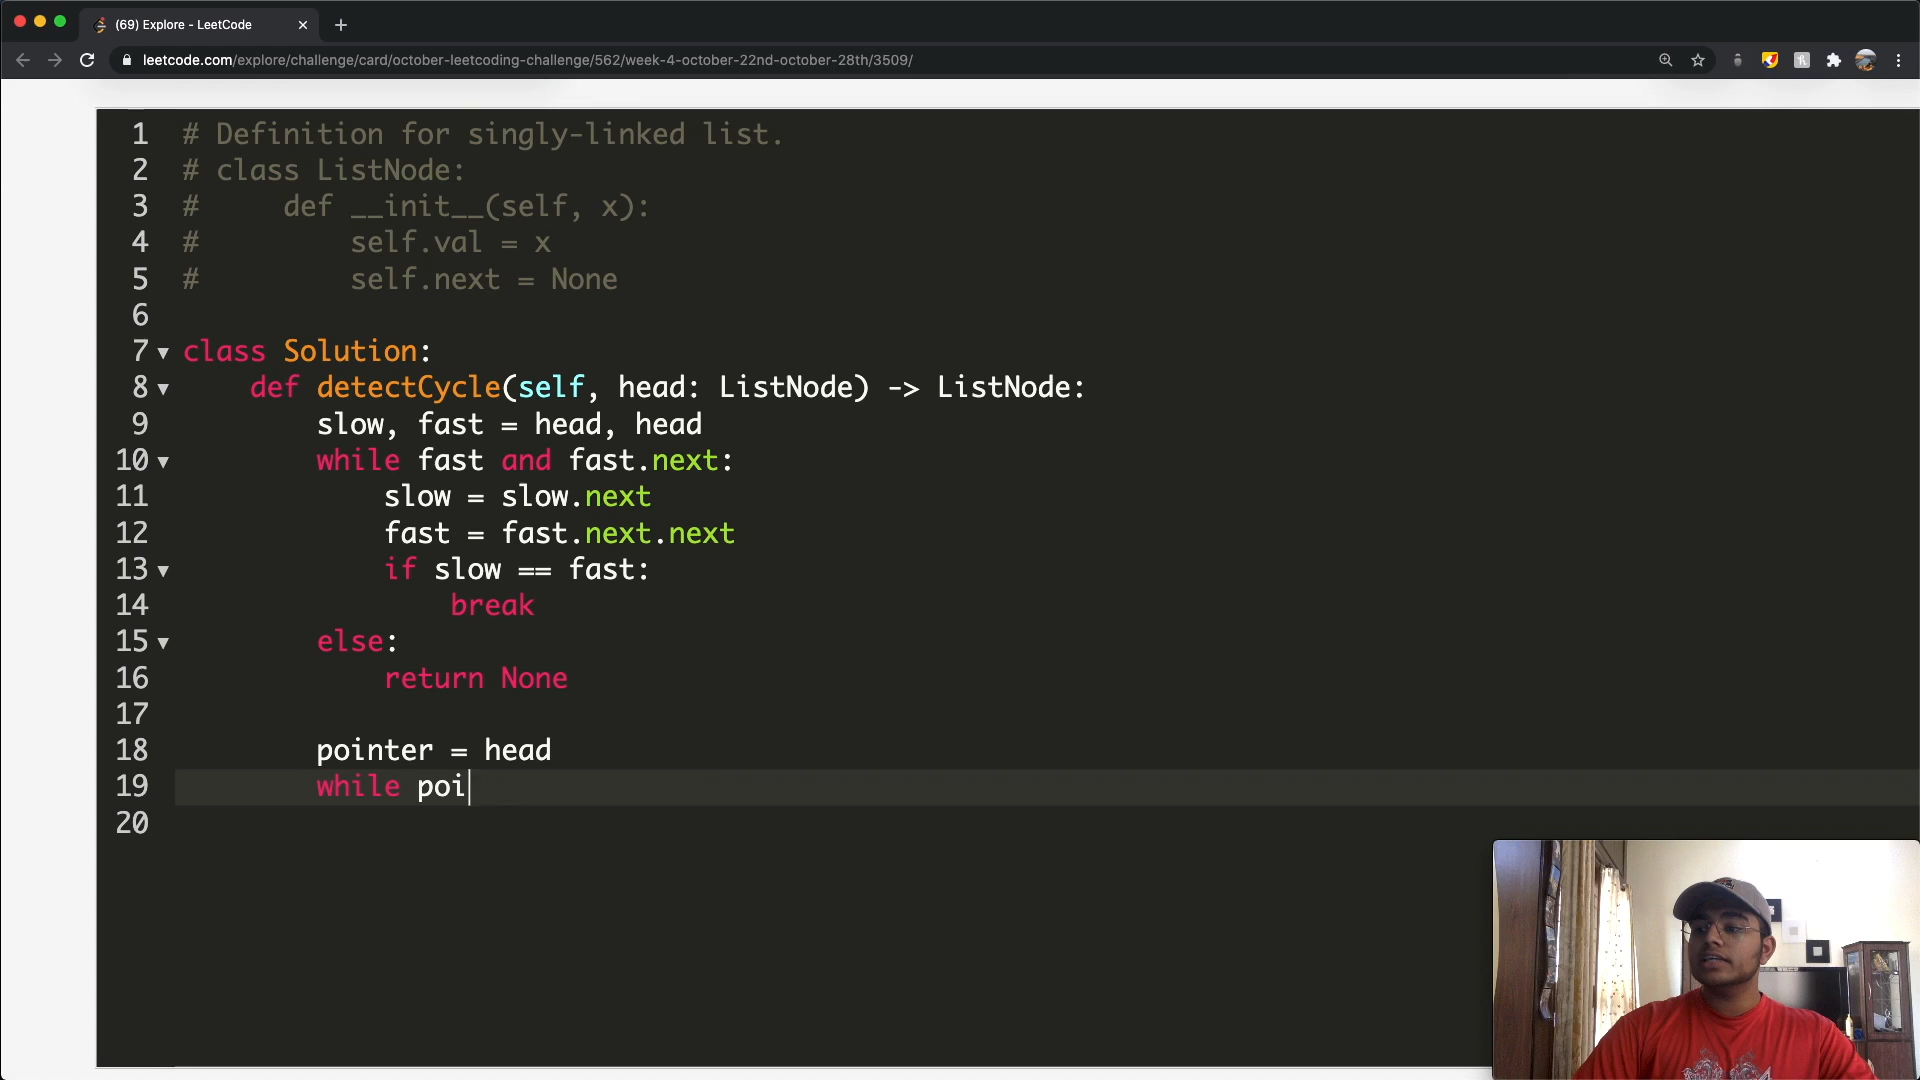 (69) Explore - LeetCode
leetcode.com/explore/challenge/card/october-leetcoding-challenge/562/week-4-october-22nd-october-28th/3509/
1 # Definition for singly-linked list.
2 # class ListNode:
3 #     def __init__(self, x):
4 #         self.val = x
5 #         self.next = None
6
7 class Solution:
8     def detectCycle(self, head: ListNode) -> ListNode:
9         slow, fast = head, head
10         while fast and fast.next:
11             slow = slow.next
12             fast = fast.next.next
13             if slow == fast:
14                 break
15         else:
16             return None
17
18         pointer = head
19         while poi
20